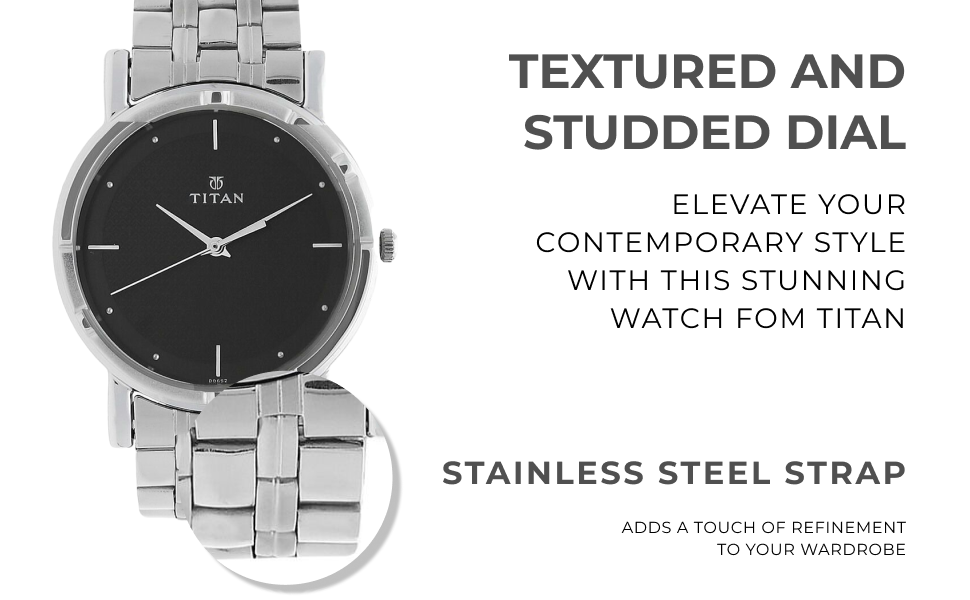 TEXTURED AND
STUDDED DIAL
TITAN
ELEVATE YOUR
CONTEMPORARY STYLE
WITH THIS STUNNING
WATCH FOM TITAN
STAINLESS STEEL STRAP
ADDS A TOUCH OF REFINEMENT
TO YOUR WARDROBE